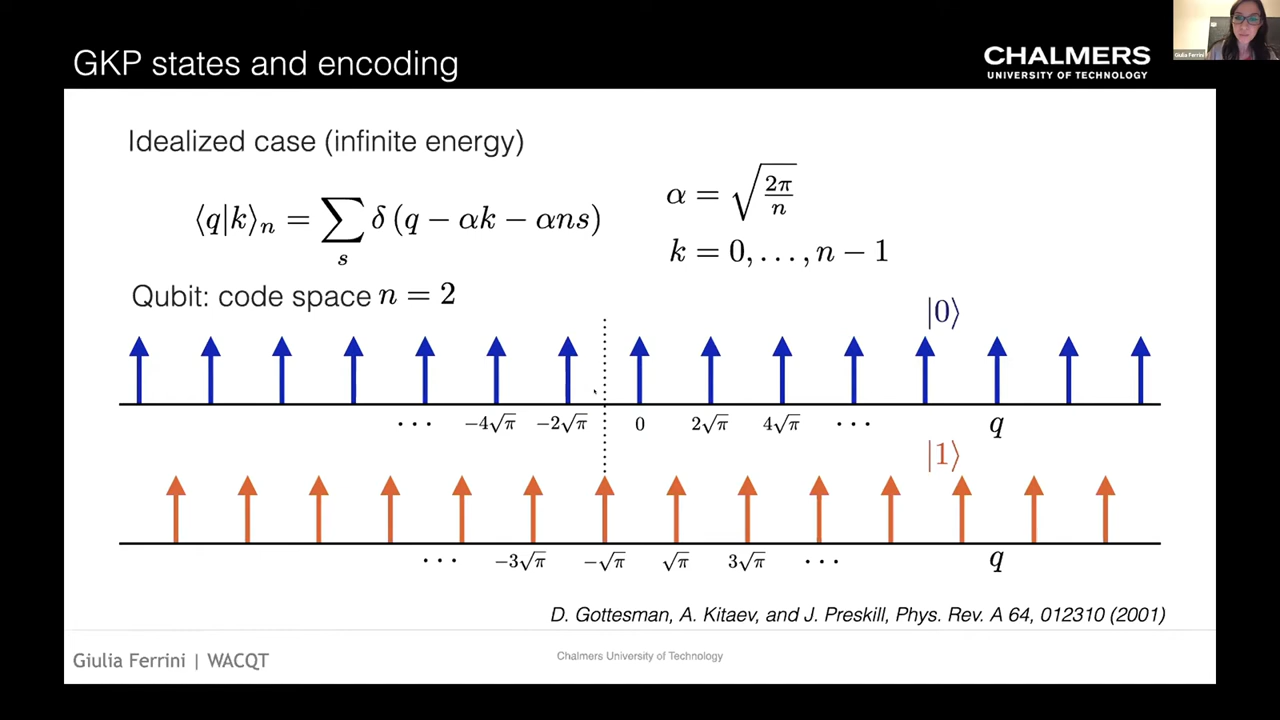 GKP states and encoding
CHALMERS
UNIVERSITY OF TECHNOLOGY
Giulia Ferrini
Idealized case (infinite energy)
⟨q|k⟩ₙ = ∑ₛ δ (q − αk − αns)
α = √(2π/n)
k = 0, . . . , n − 1
Qubit: code space n = 2
|0⟩
· · · −4√π −2√π 0 2√π 4√π · · · q
|1⟩
· · · −3√π −√π √π 3√π · · · q
D. Gottesman, A. Kitaev, and J. Preskill, Phys. Rev. A 64, 012310 (2001)
Giulia Ferrini | WACQT
Chalmers University of Technology